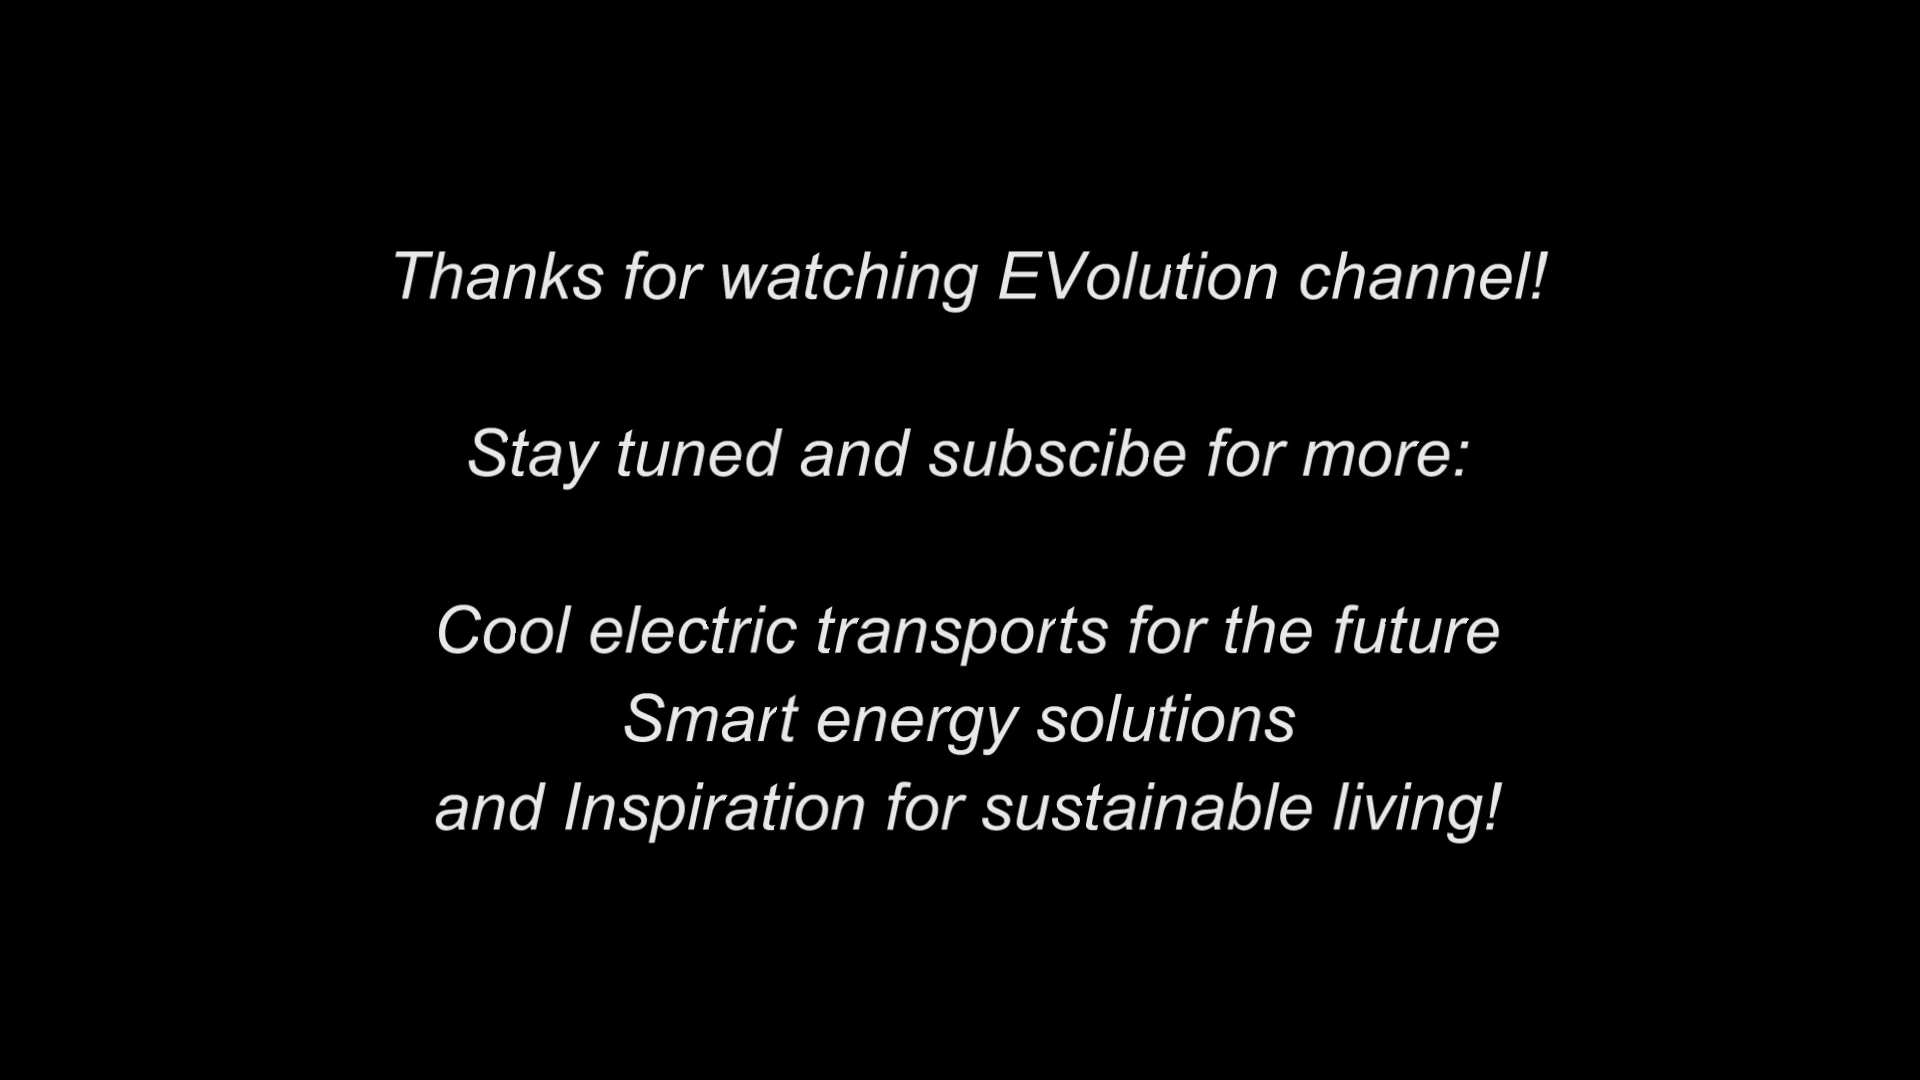 Thanks for watching EVolution channel!
Stay tuned and subscibe for more:
Cool electric transports for the future
Smart energy solutions
and Inspiration for sustainable living!